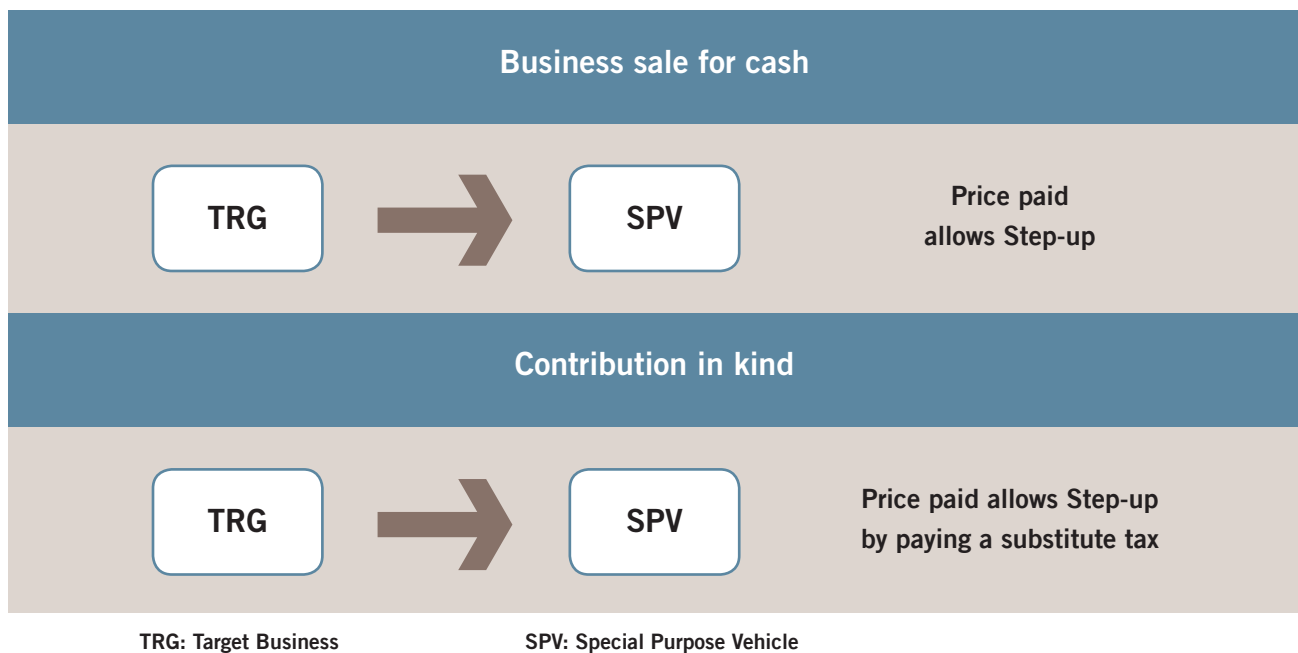 Business sale for cash
TRG
SPV
Price paid
allows Step-up
Contribution in kind
TRG
SPV
Price paid allows Step-up
by paying a substitute tax
TRG: Target Business
SPV: Special Purpose Vehicle